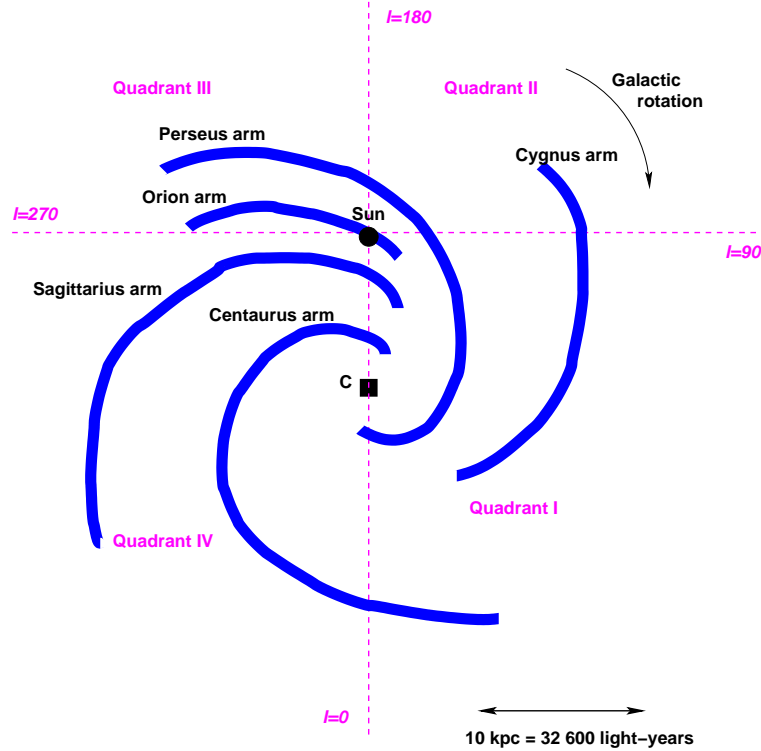 l=180
Quadrant III
Quadrant II
Galactic
rotation
Perseus arm
Cygnus arm
Orion arm
Sun
l=270
l=90
Sagittarius arm
Centaurus arm
C
Quadrant I
Quadrant IV
l=0
10 kpc = 32 600 light−years